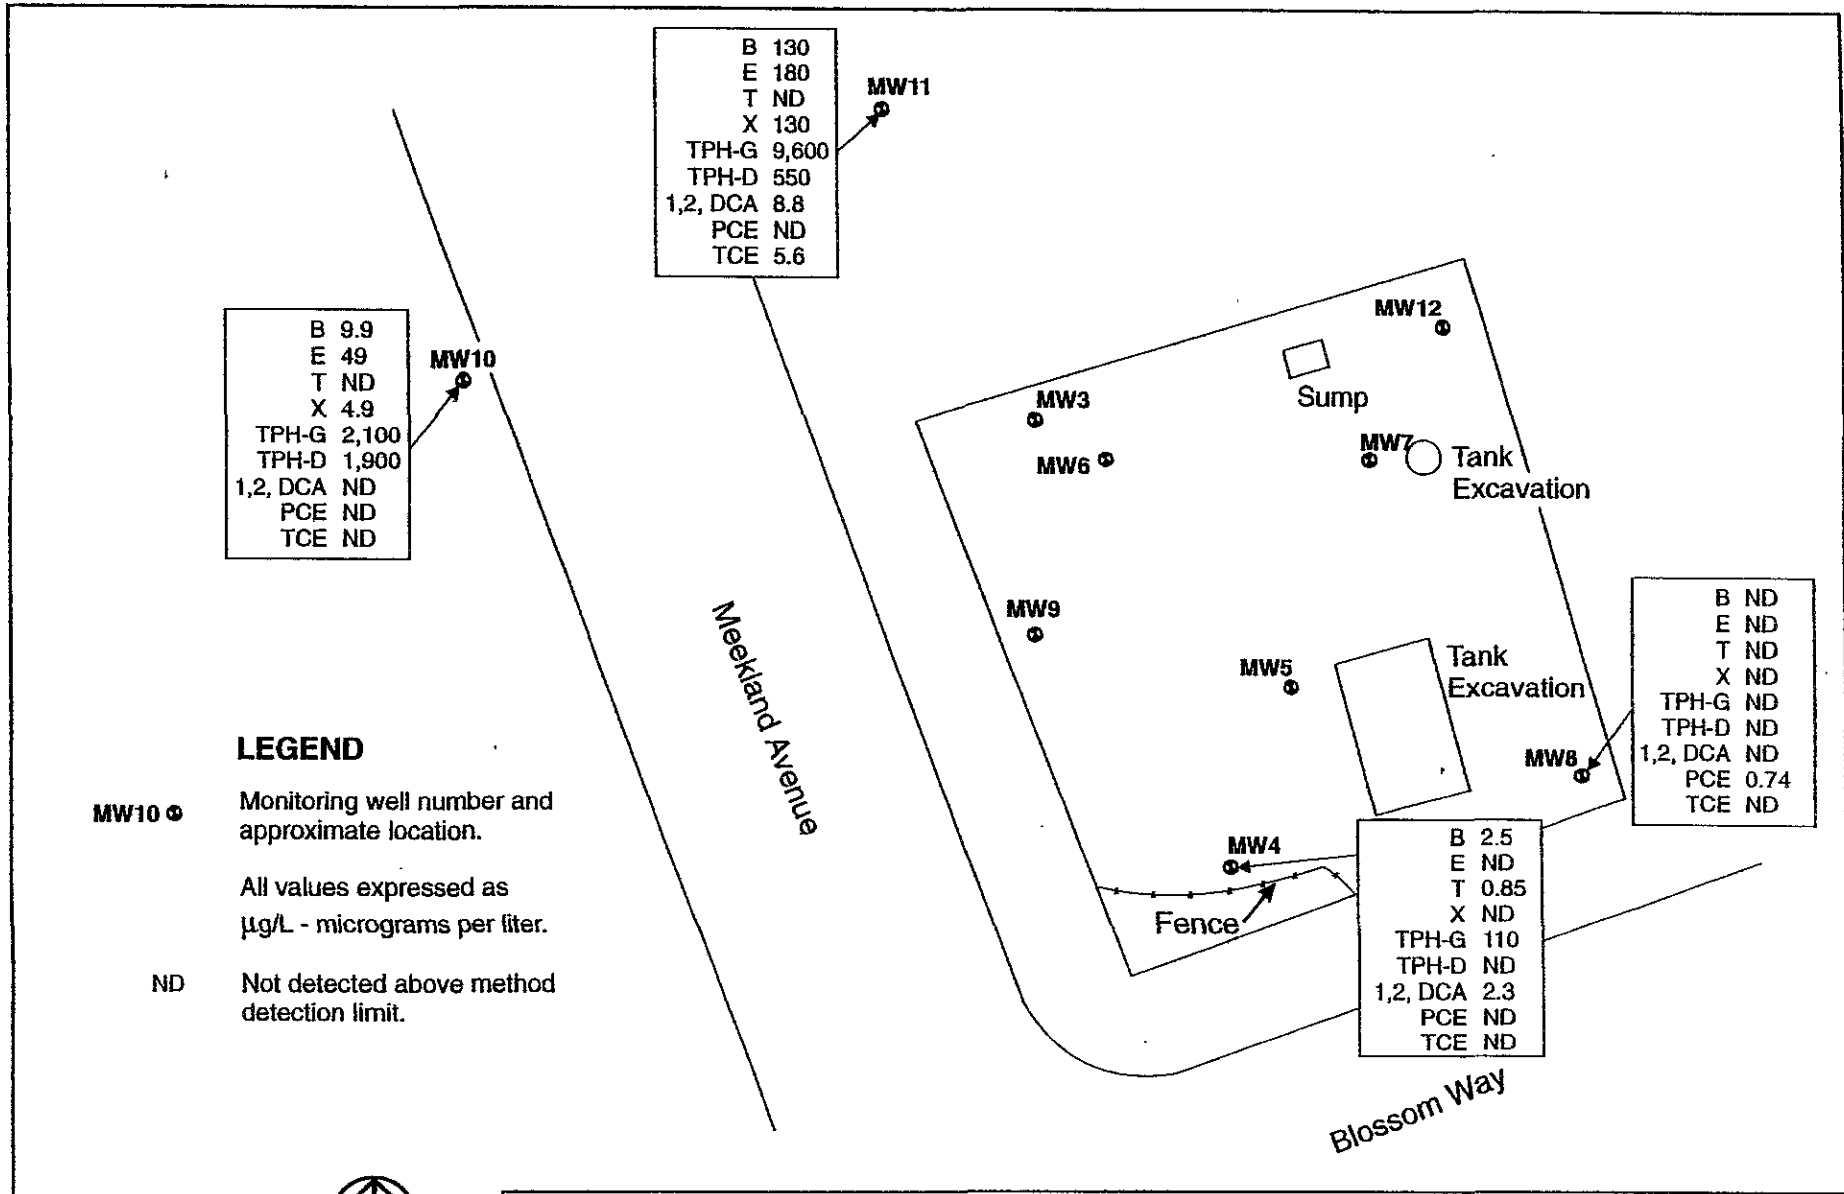 B 130
E 180
T ND
X 130
TPH-G 9,600
TPH-D 550
1,2, DCA 8.8
PCE ND
TCE 5.6
MW11
B 9.9
E 49
T ND
X 4.9
TPH-G 2,100
TPH-D 1,900
1,2, DCA ND
PCE ND
TCE ND
MW10
MW12
Sump
MW3
MW6
MW7
Tank
Excavation
MW9
Meekland Avenue
MW5
Tank
Excavation
B ND
E ND
T ND
X ND
TPH-G ND
TPH-D ND
1,2, DCA ND
PCE 0.74
TCE ND
MW8
MW4
B 2.5
E ND
T 0.85
X ND
TPH-G 110
TPH-D ND
1,2, DCA 2.3
PCE ND
TCE ND
Fence
Blossom Way
LEGEND
MW10 Monitoring well number and
approximate location.
All values expressed as
µg/L - micrograms per liter.
ND Not detected above method
detection limit.